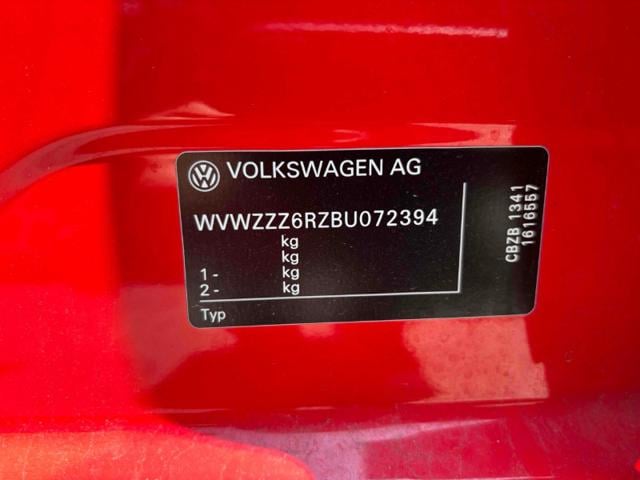 VOLKSWAGEN AG
WVWZZZ6RZBU072394
kg
kg
1 - kg
2 - kg
Typ
CBZB 1341
1616557